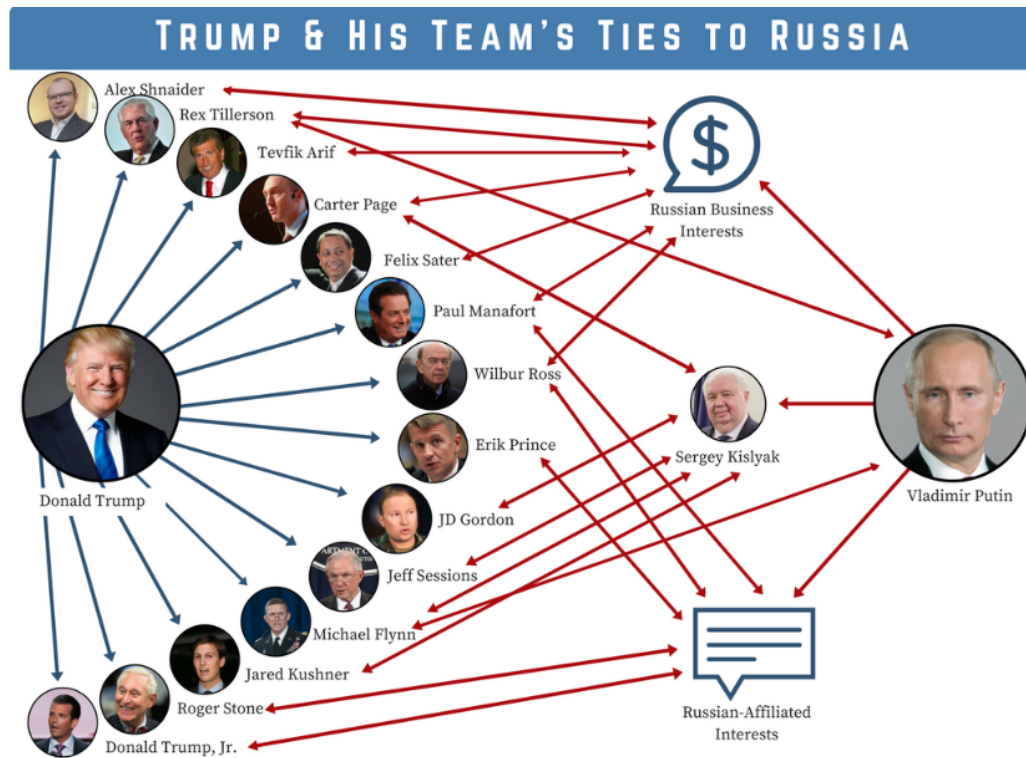 TRUMP & HIS TEAM'S TIES TO RUSSIA
Alex Shnaider
Rex Tillerson
Tevfik Arif
Carter Page
Felix Sater
Paul Manafort
Wilbur Ross
Erik Prince
JD Gordon
Jeff Sessions
Michael Flynn
Jared Kushner
Roger Stone
Donald Trump, Jr.
Donald Trump
$
Russian Business
Interests
Sergey Kislyak
Vladimir Putin
Russian-Affiliated
Interests